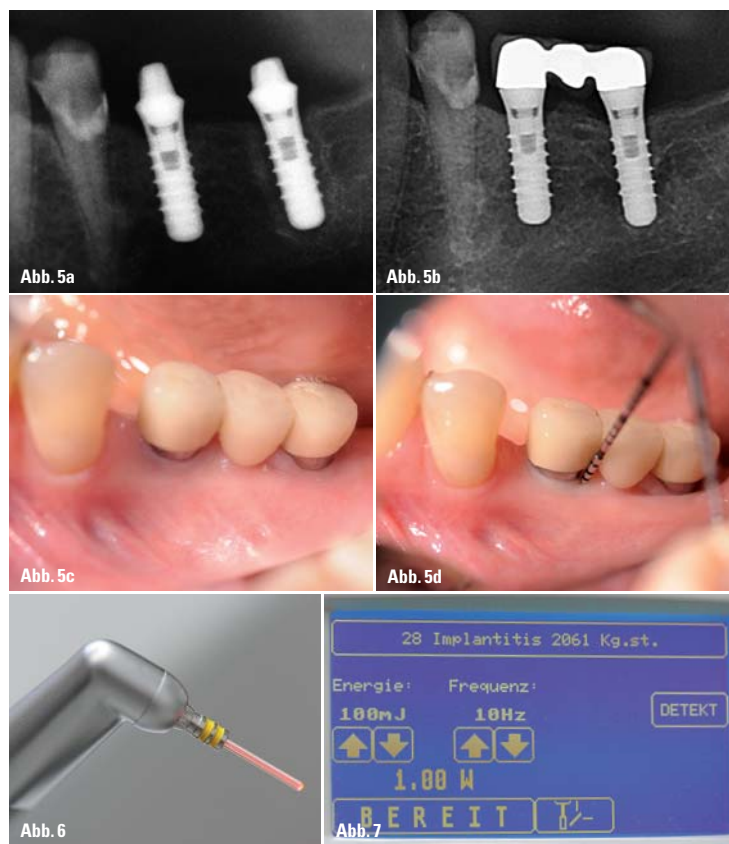 Abb. 5a
Abb. 5b
Abb. 5c
Abb. 5d
Abb. 6
28 Implantitis 2061 Kg.st.
Energie: Frequenz:
100mJ 10Hz DETEKT
1.00 W
BEREIT
Abb. 7